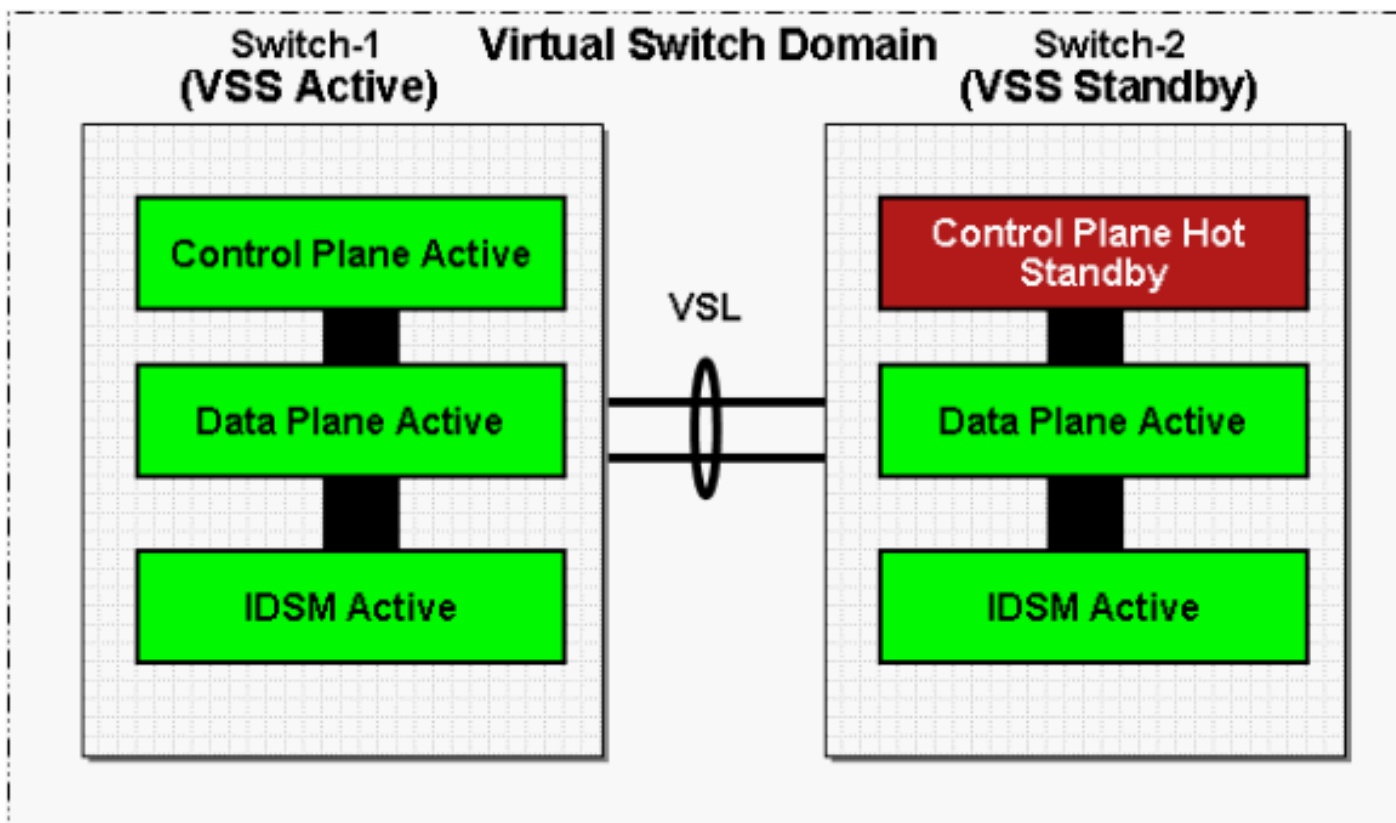 Switch-1
(VSS Active)
Virtual Switch Domain
Switch-2
(VSS Standby)
Control Plane Active
Data Plane Active
IDSM Active
VSL
Control Plane Hot
Standby
Data Plane Active
IDSM Active